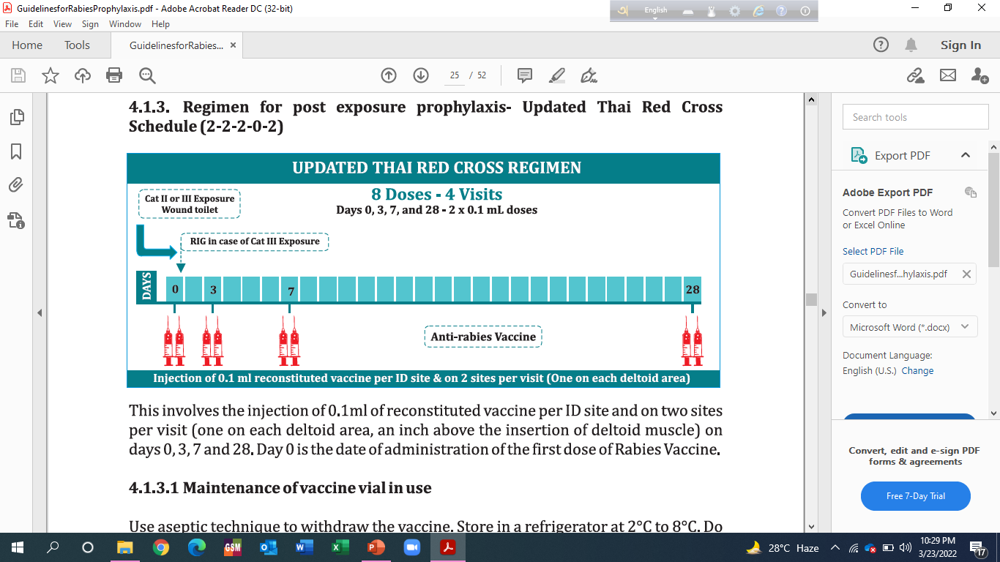 GuidelinesforRabiesProphylaxis.pdf - Adobe Acrobat Reader DC (32-bit)
English
File Edit View Sign Window Help
Home Tools GuidelinesforRabies... × Sign In
25 / 52
4.1.3. Regimen for post exposure prophylaxis- Updated Thai Red Cross
Schedule (2-2-2-0-2)
UPDATED THAI RED CROSS REGIMEN
Cat II or III Exposure
Wound toilet
8 Doses - 4 Visits
Days 0, 3, 7, and 28 - 2 x 0.1 mL doses
RIG in case of Cat III Exposure
DAYS
0 3 7 28
Anti-rabies Vaccine
Injection of 0.1 ml reconstituted vaccine per ID site & on 2 sites per visit (One on each deltoid area)
This involves the injection of 0.1ml of reconstituted vaccine per ID site and on two sites
per visit (one on each deltoid area, an inch above the insertion of deltoid muscle) on
days 0, 3, 7 and 28. Day 0 is the date of administration of the first dose of Rabies Vaccine.
4.1.3.1 Maintenance of vaccine vial in use
Use aseptic technique to withdraw the vaccine. Store in a refrigerator at 2°C to 8°C. Do
Search tools
Export PDF
Adobe Export PDF
Convert PDF Files to Word
or Excel Online
Select PDF File
Guidelinesf...hylaxis.pdf
Convert to
Microsoft Word (*.docx)
Document Language:
English (U.S.) Change
Convert, edit and e-sign PDF
forms & agreements
Free 7-Day Trial
GSM
28°C Haze
10:29 PM
3/23/2022
17